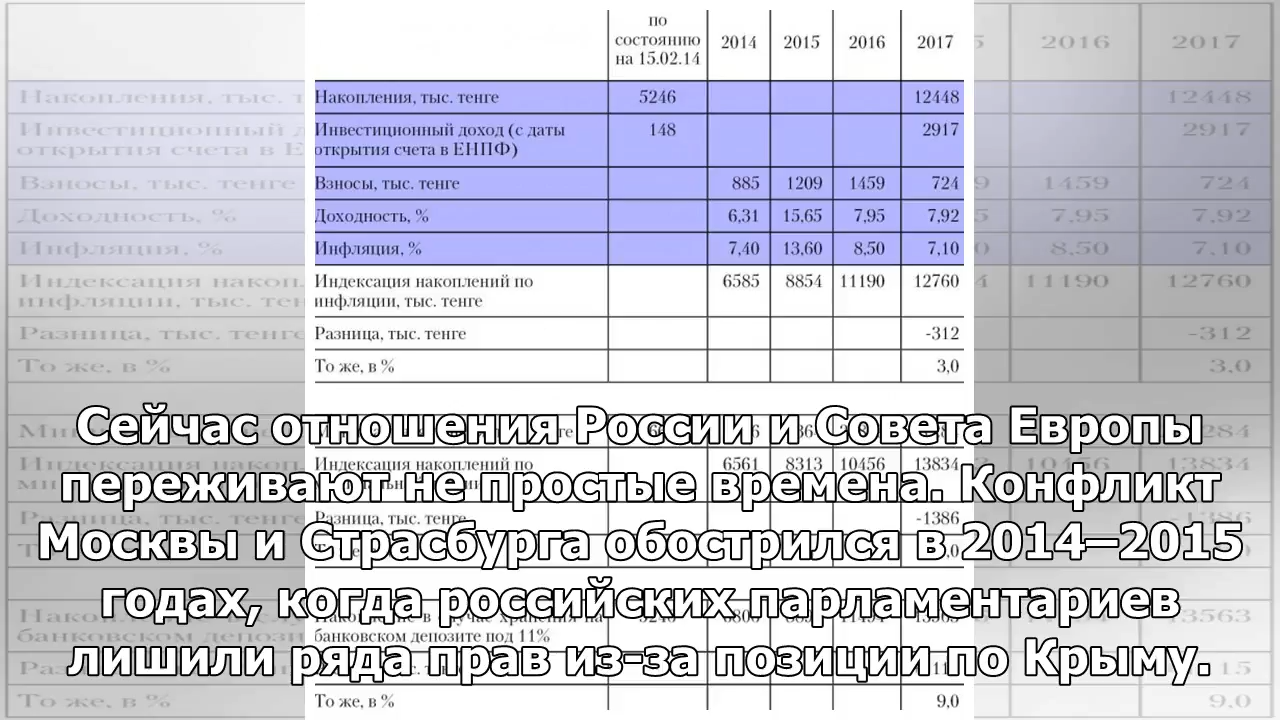 по
состоянию
на 15.02.14 2014 2015 2016 2017
Накопления, тыс. тенге 5246 12448
Инвестиционный доход (с даты 148 2917
открытия счета в ЕНПФ)
Взносы, тыс. тенге 885 1209 1459 724
Доходность, % 6,31 15,65 7,95 7,92
Инфляция, % 7,40 13,60 8,50 7,10
Индексация накоплений по 6585 8854 11190 12760
инфляции, тыс. тенге
Разница, тыс. тенге -312
То же, в % 3,0
Сейчас отношения России и Совета Европы
Индексация накоплений по 6561 8313 10456 13834
переживают не простые времена. Конфликт
Разница, тыс. тенге -1386
Москвы и Страсбурга обострился в 2014–2015
годах, когда российских парламентариев
банковском депозите под 11%
лишили ряда прав из-за позиции по Крыму.
То же, в % 9,0